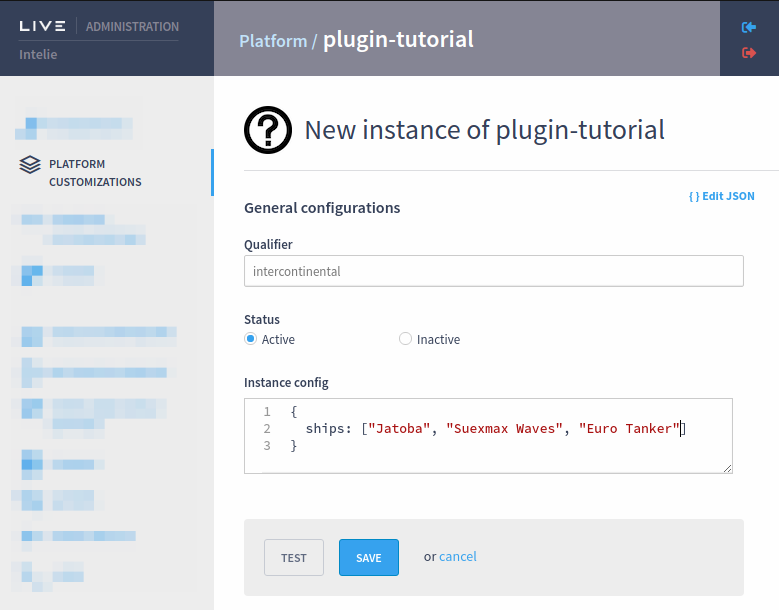 LIVE ADMINISTRATION
Intelie
Platform / plugin-tutorial
PLATFORM
CUSTOMIZATIONS
New instance of plugin-tutorial
{ } Edit JSON
General configurations
Qualifier
intercontinental
Status
Active Inactive
Instance config
1 {
2 ships: ["Jatoba", "Suexmax Waves", "Euro Tanker"]
3 }
TEST SAVE or cancel